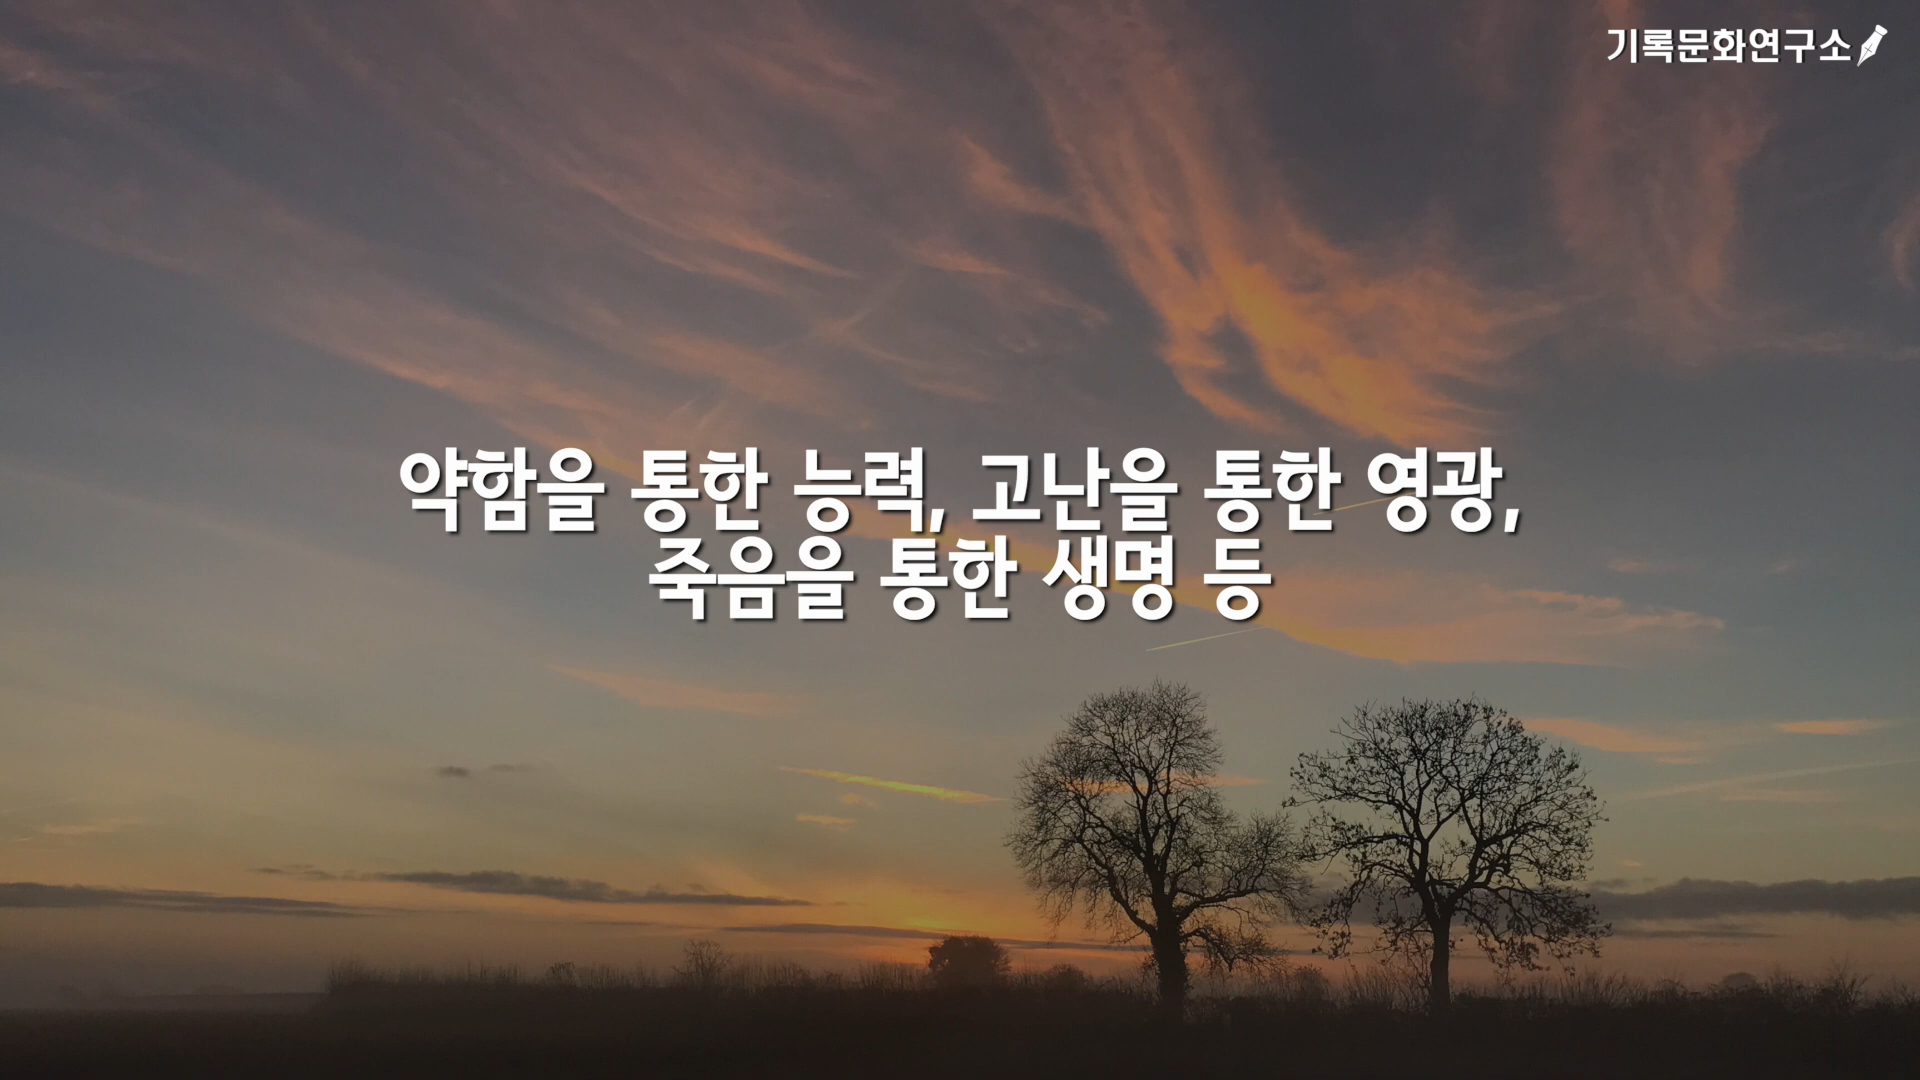 기록문화연구소
약함을 통한 능력, 고난을 통한 영광,
죽음을 통한 생명 등